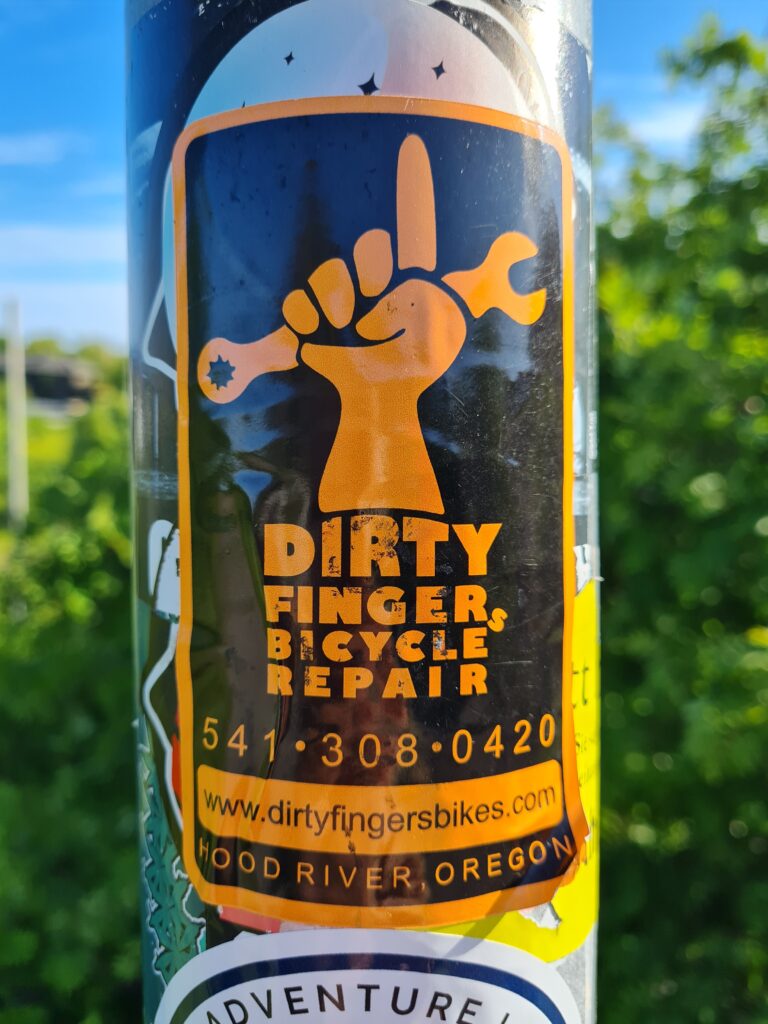 DIRTY
FINGERs
BICYCLE
REPAIR
541•308•0420
www.dirtyfingersbikes.com
HOOD RIVER, OREGON
ADVENTURE